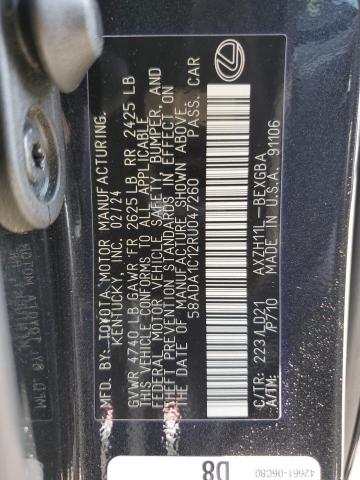 MFD. BY: TOYOTA MOTOR MANUFACTURING,
KENTUCKY, INC. 02/24
GVWR 4740 LB GAWR FR 2625 LB RR 2425 LB
THIS VEHICLE CONFORMS TO ALL APPLICABLE
FEDERAL MOTOR VEHICLE SAFETY, BUMPER, AND
THEFT PREVENTION STANDARDS IN EFFECT ON
THE DATE OF MANUFACTURE SHOWN ABOVE.
58ADA1C12RU047260 PASS. CAR
C/TR: 223 /LD21 AXZH11L-BEXGBA
A/TM: /P710 MADE IN U.S.A. 91106
42661-06C80
D8